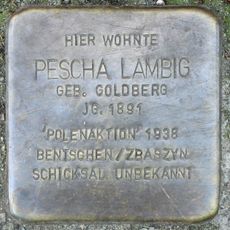 HIER WOHNTE
PESCHA LAMBIG
GEB. GOLDBERG
JG. 1891
'POLENAKTION' 1938
BENTSCHEN/ZBASZYN
SCHICKSAL UNBEKANNT